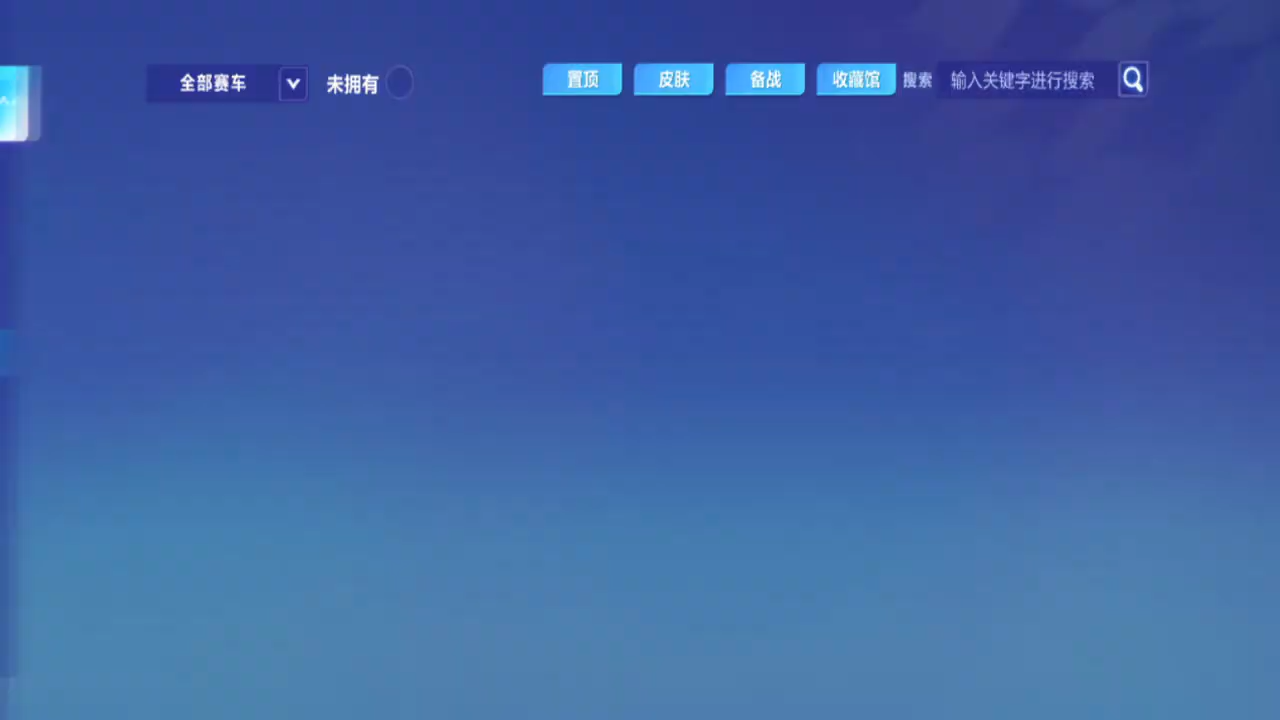 全部赛车
未拥有
置顶
皮肤
备战
收藏馆
搜索
输入关键字进行搜索